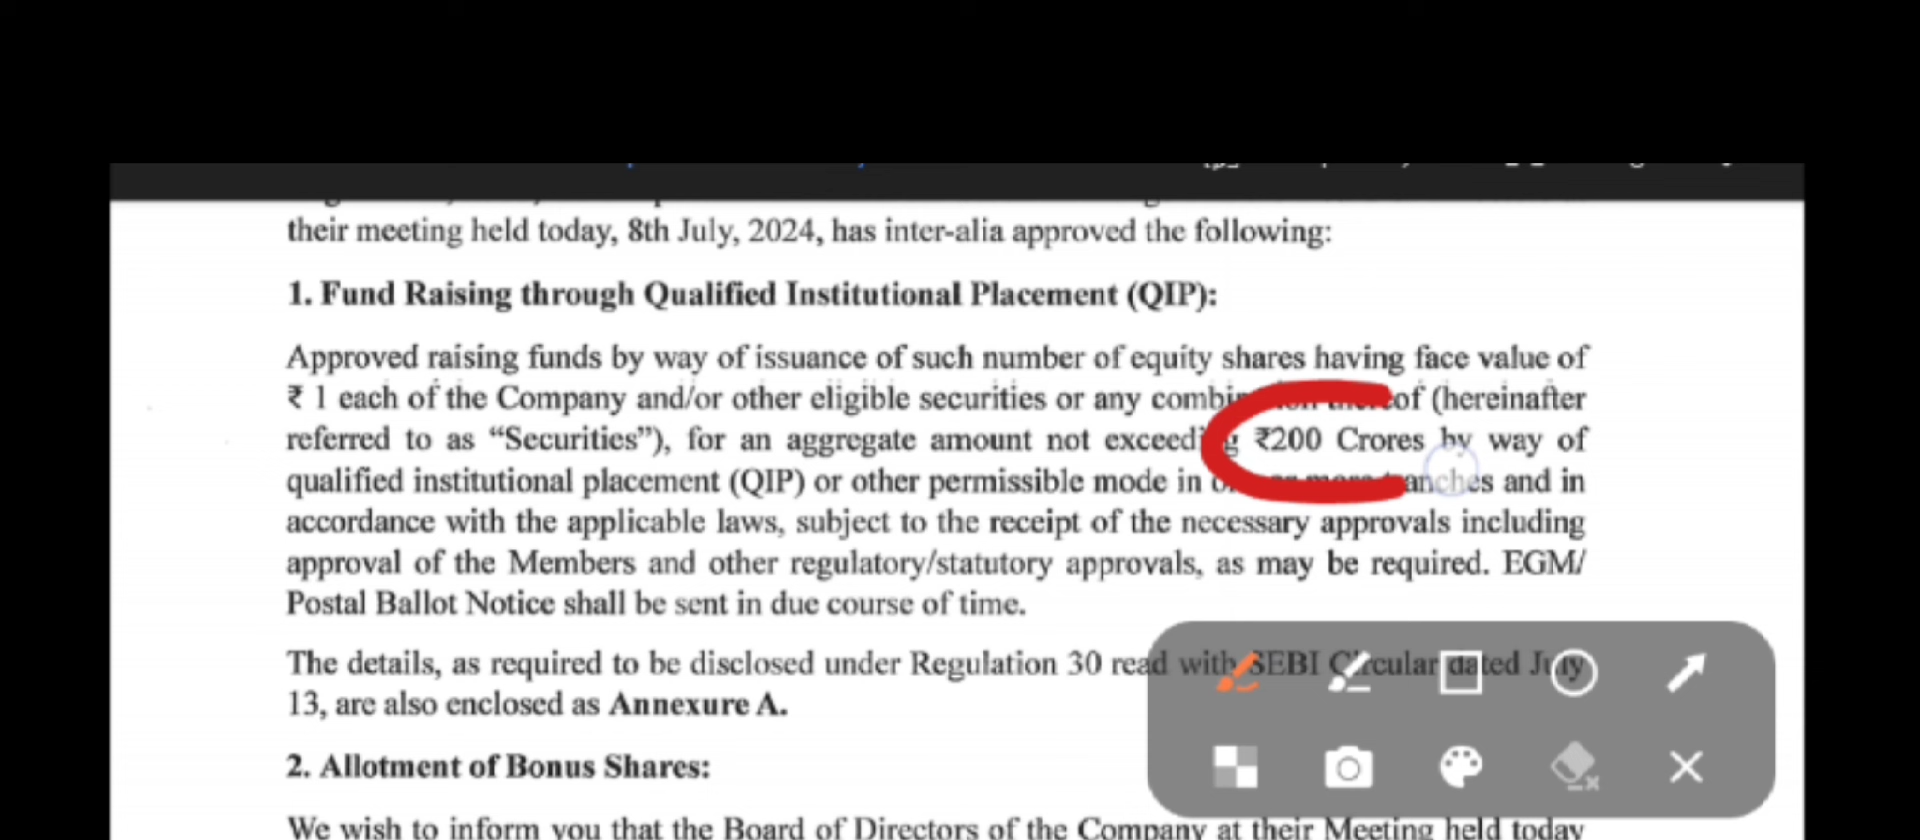 their meeting held today, 8th July, 2024, has inter-alia approved the following:
1. Fund Raising through Qualified Institutional Placement (QIP):
Approved raising funds by way of issuance of such number of equity shares having face value of
₹ 1 each of the Company and/or other eligible securities or any (hereinafter
referred to as “Securities”), for an aggregate amount not exceeding ₹200 Crores by way of
qualified institutional placement (QIP) or other permissible mode in tranches and in
accordance with the applicable laws, subject to the receipt of the necessary approvals including
approval of the Members and other regulatory/statutory approvals, as may be required. EGM/
Postal Ballot Notice shall be sent in due course of time.
The details, as required to be disclosed under Regulation 30 read with SEBI Circular dated July
13, are also enclosed as Annexure A.
2. Allotment of Bonus Shares:
We wish to inform you that the Board of Directors of the Company at their Meeting held today